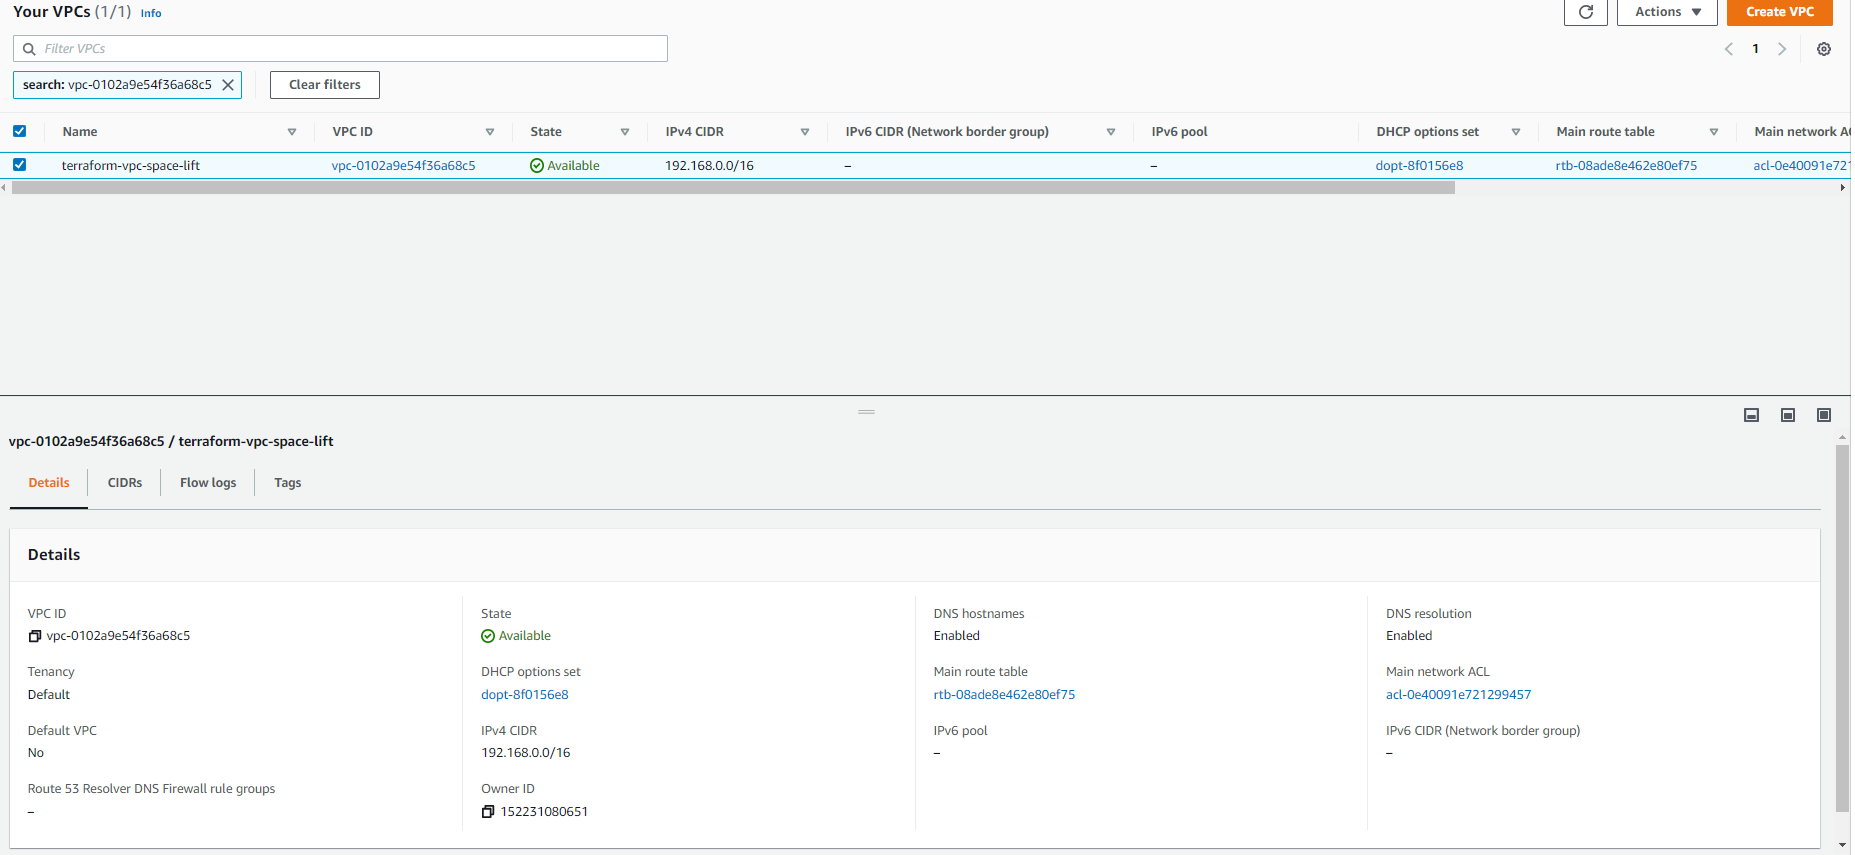 Your VPCs (1/1) Info
Actions
Create VPC
Filter VPCs
1
search: vpc-0102a9e54f36a68c5
Clear filters
Name VPC ID State IPv4 CIDR IPv6 CIDR (Network border group) IPv6 pool DHCP options set Main route table Main network AC
terraform-vpc-space-lift vpc-0102a9e54f36a68c5 Available 192.168.0.0/16 – – dopt-8f0156e8 rtb-08ade8e462e80ef75 acl-0e40091e721
vpc-0102a9e54f36a68c5 / terraform-vpc-space-lift
Details CIDRs Flow logs Tags
Details
VPC ID State DNS hostnames DNS resolution
vpc-0102a9e54f36a68c5 Available Enabled Enabled
Tenancy DHCP options set Main route table Main network ACL
Default dopt-8f0156e8 rtb-08ade8e462e80ef75 acl-0e40091e721299457
Default VPC IPv4 CIDR IPv6 pool IPv6 CIDR (Network border group)
No 192.168.0.0/16 – –
Route 53 Resolver DNS Firewall rule groups Owner ID
– 152231080651